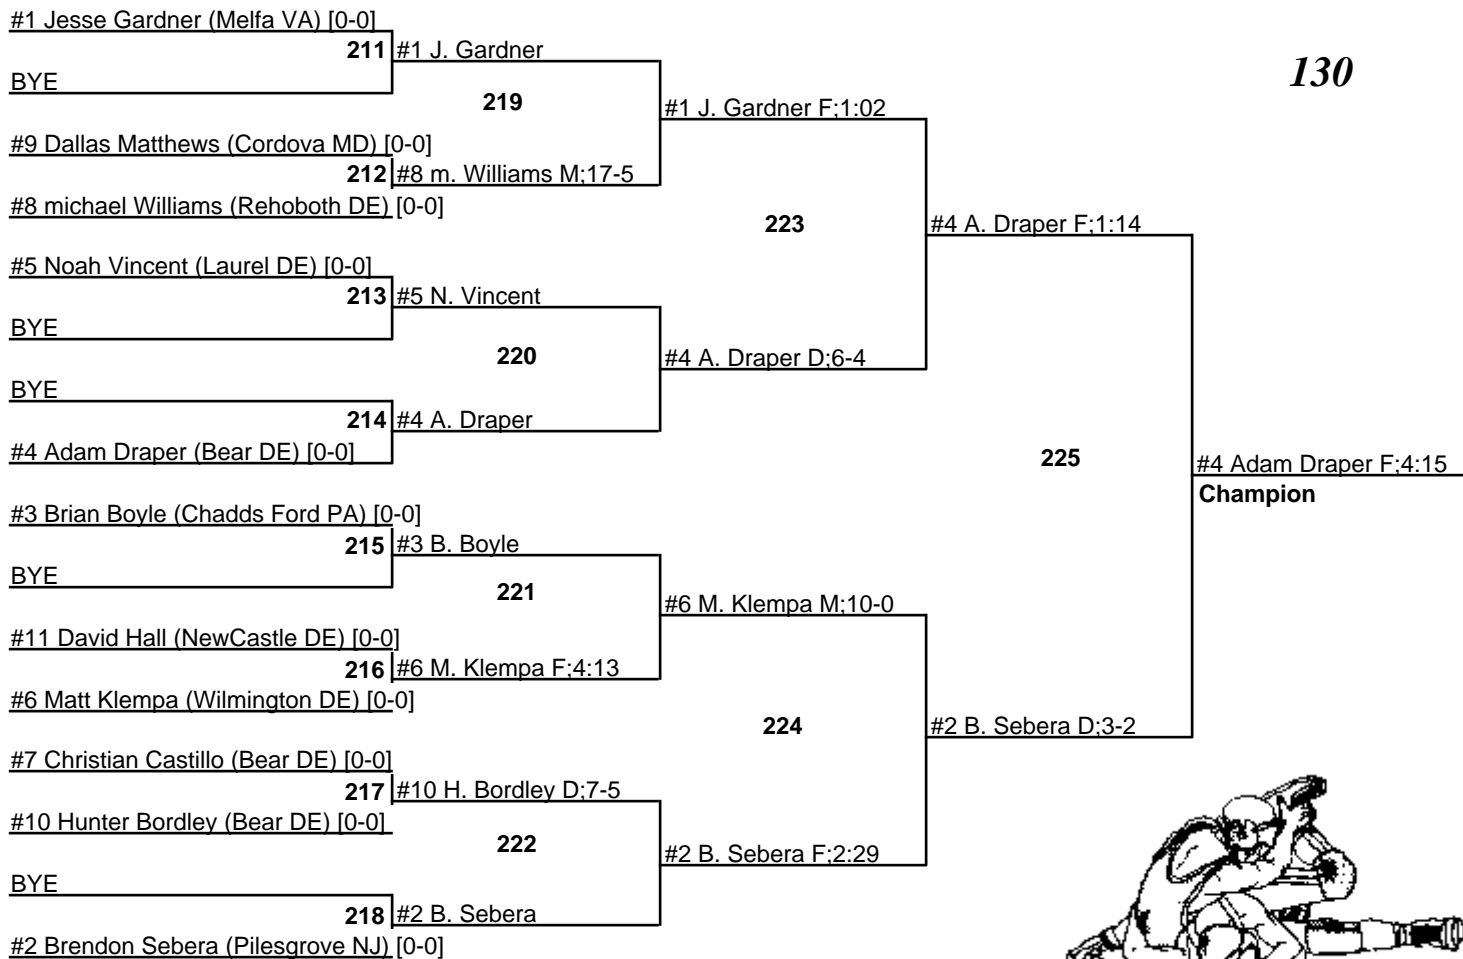 #1 Jesse Gardner (Melfa VA) [0-0]
211 #1 J. Gardner
BYE
130
219
#1 J. Gardner F;1:02
#9 Dallas Matthews (Cordova MD) [0-0]
212 #8 m. Williams M;17-5
#8 michael Williams (Rehoboth DE) [0-0]
223
#4 A. Draper F;1:14
#5 Noah Vincent (Laurel DE) [0-0]
213 #5 N. Vincent
BYE
220
#4 A. Draper D;6-4
BYE
214 #4 A. Draper
#4 Adam Draper (Bear DE) [0-0]
225
#4 Adam Draper F;4:15
Champion
#3 Brian Boyle (Chadds Ford PA) [0-0]
215 #3 B. Boyle
BYE
221
#6 M. Klempa M;10-0
#11 David Hall (NewCastle DE) [0-0]
216 #6 M. Klempa F;4:13
#6 Matt Klempa (Wilmington DE) [0-0]
224
#2 B. Sebera D;3-2
#7 Christian Castillo (Bear DE) [0-0]
217 #10 H. Bordley D;7-5
#10 Hunter Bordley (Bear DE) [0-0]
222
#2 B. Sebera F;2:29
BYE
218 #2 B. Sebera
#2 Brendon Sebera (Pilesgrove NJ) [0-0]